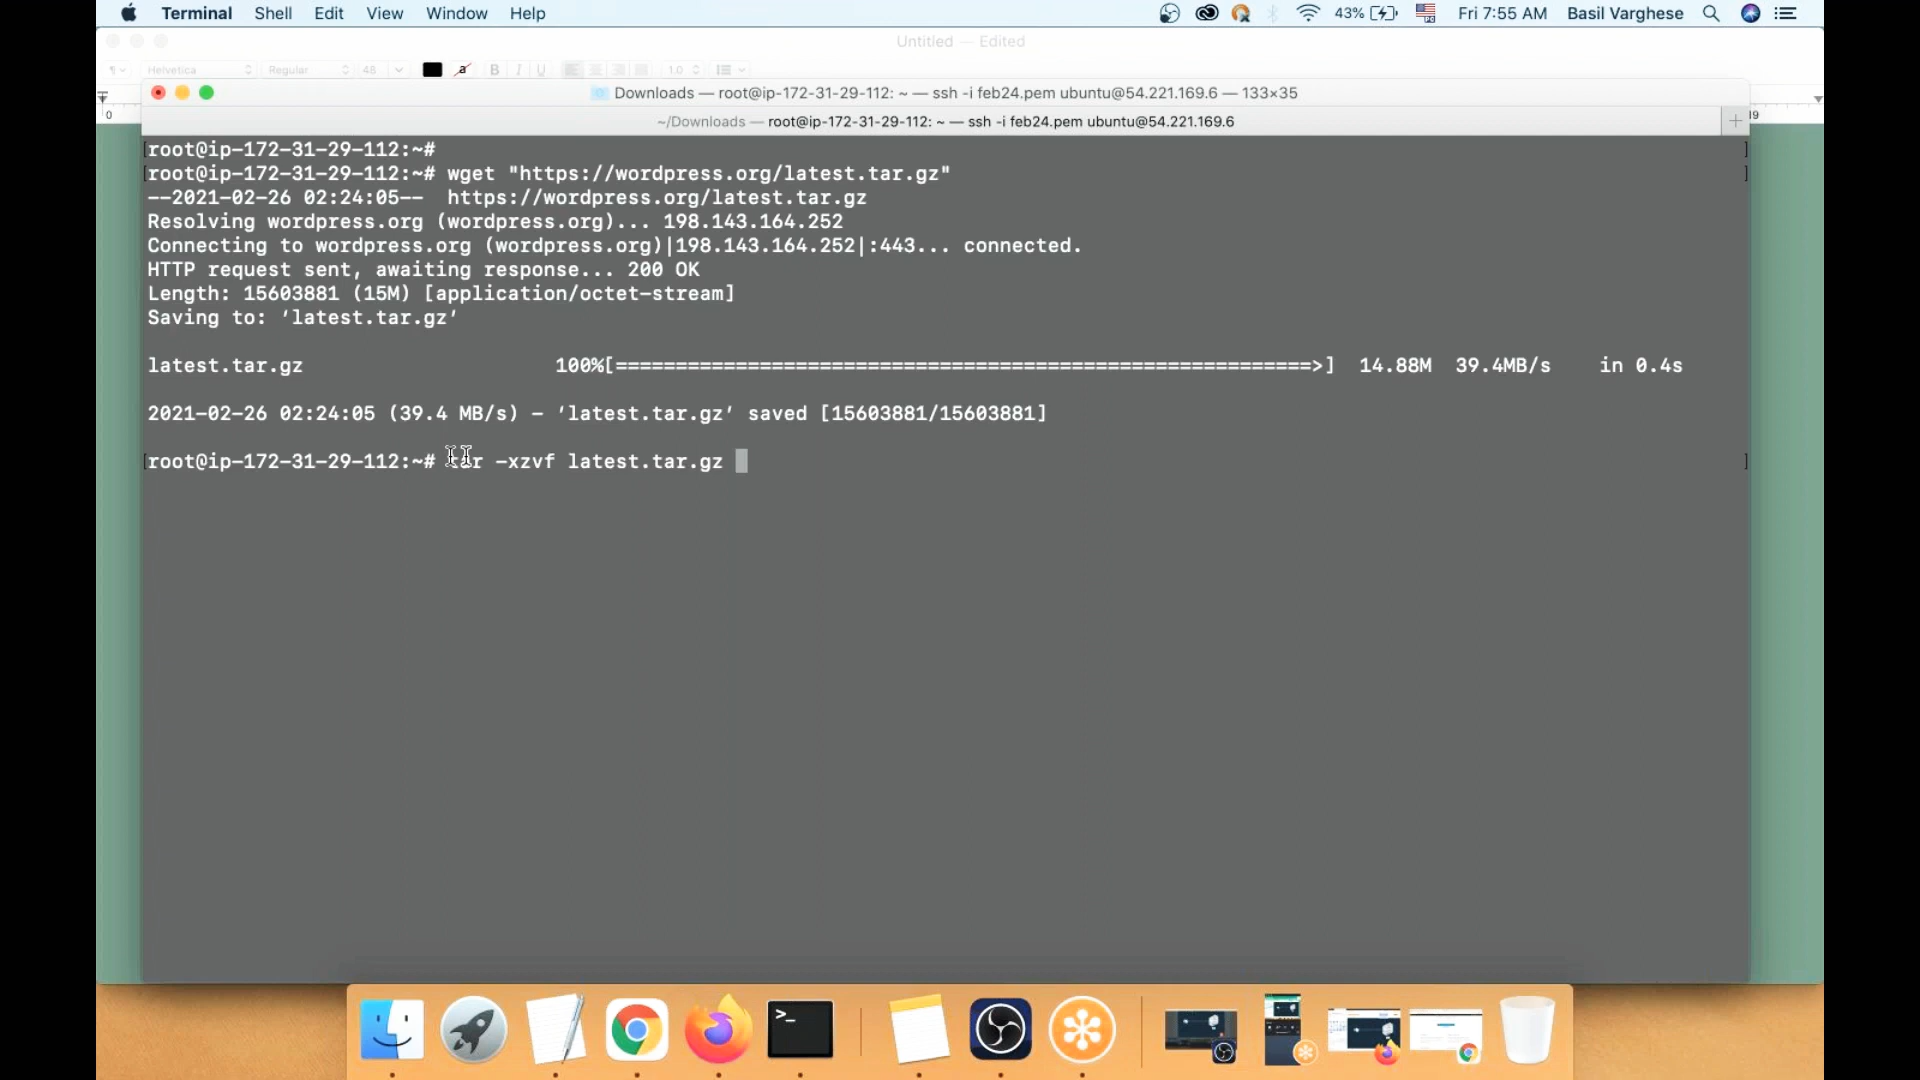 Terminal Shell Edit View Window Help 43% Fri 7:55 AM Basil Varghese
Untitled — Edited
Helvetica Regular 48 B I U 1.0
Downloads — root@ip-172-31-29-112: ~ — ssh -i feb24.pem ubuntu@54.221.169.6 — 133×35
0 19
~/Downloads — root@ip-172-31-29-112: ~ — ssh -i feb24.pem ubuntu@54.221.169.6 +
[root@ip-172-31-29-112:~# ]
[root@ip-172-31-29-112:~# wget "https://wordpress.org/latest.tar.gz" ]
--2021-02-26 02:24:05-- https://wordpress.org/latest.tar.gz
Resolving wordpress.org (wordpress.org)... 198.143.164.252
Connecting to wordpress.org (wordpress.org)|198.143.164.252|:443... connected.
HTTP request sent, awaiting response... 200 OK
Length: 15603881 (15M) [application/octet-stream]
Saving to: ‘latest.tar.gz’
latest.tar.gz 100%[==========================================================>] 14.88M 39.4MB/s in 0.4s
2021-02-26 02:24:05 (39.4 MB/s) - ‘latest.tar.gz’ saved [15603881/15603881]
[root@ip-172-31-29-112:~# tar -xzvf latest.tar.gz ]
>_